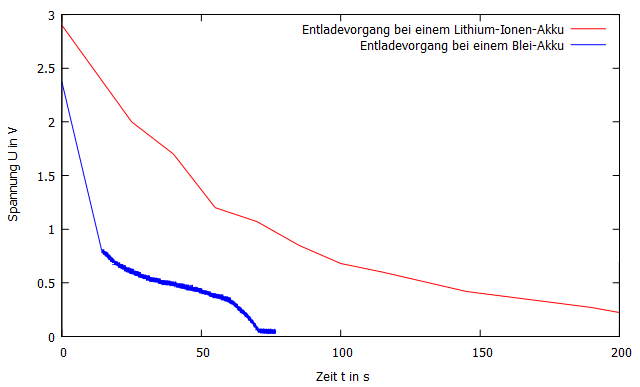 Entladevorgang bei einem Lithium-Ionen-Akku
Entladevorgang bei einem Blei-Akku
Spannung U in V
3
2.5
2
1.5
1
0.5
0
0 50 100 150 200
Zeit t in s